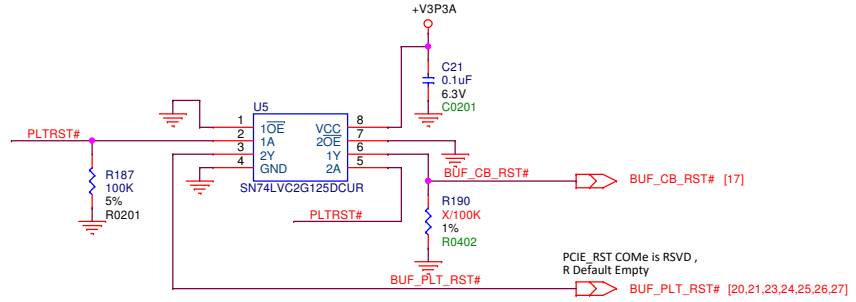 +V3P3A
C21
0.1uF
6.3V
C0201
U5
1 1OE VCC 8
PLTRST# 2 1A 2OE 7
3 2Y 1Y 6
4 GND 2A 5
SN74LVC2G125DCUR
BUF_CB_RST# BUF_CB_RST# [17]
R187
100K
5%
R0201
R190
X/100K
1%
R0402
PLTRST#
PCIE_RST COMe is RSVD ,
R Default Empty
BUF_PLT_RST# BUF_PLT_RST# [20,21,23,24,25,26,27]